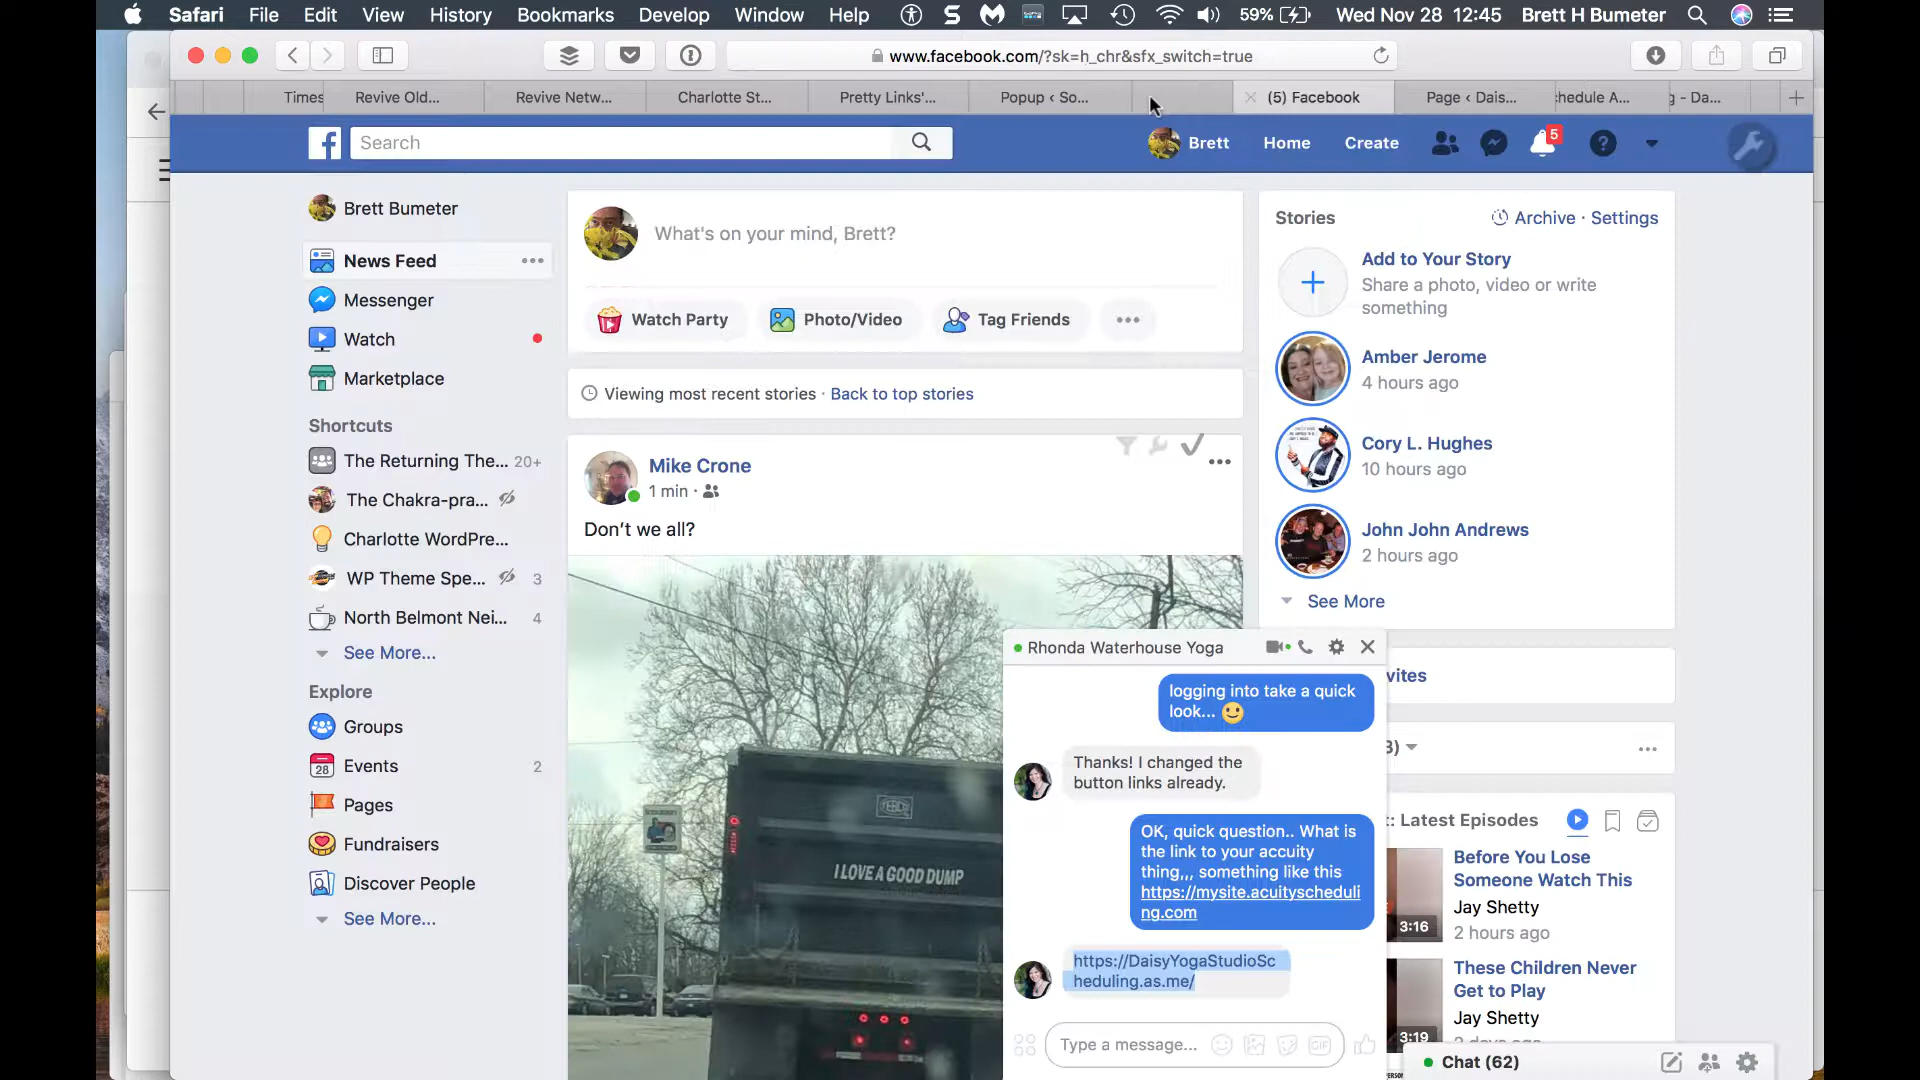 Safari File Edit View History Bookmarks Develop Window Help 59% Wed Nov 28 12:45 Brett H Bumeter
www.facebook.com/?sk=h_chr&sfx_switch=true
Times Revive Old... Revive Netw... Charlotte St... Pretty Links'... Popup ‹ So... (5) Facebook Page ‹ Dais... chedule A... g - Da...
Search
Brett Home Create 5
Brett Bumeter
News Feed
Messenger
Watch
Marketplace
Shortcuts
The Returning The... 20+
The Chakra-pra...
Charlotte WordPre...
WP Theme Spe... 3
North Belmont Nei... 4
See More...
Explore
Groups
28 Events 2
Pages
Fundraisers
Discover People
See More...
What's on your mind, Brett?
Watch Party Photo/Video Tag Friends
Viewing most recent stories · Back to top stories
Mike Crone
1 min ·
Don't we all?
I LOVE A GOOD DUMP
Stories Archive · Settings
Add to Your Story
Share a photo, video or write
something
Amber Jerome
4 hours ago
Cory L. Hughes
10 hours ago
John John Andrews
2 hours ago
See More
vites
3)
: Latest Episodes
Before You Lose
Someone Watch This
Jay Shetty
3:16
2 hours ago
These Children Never
Get to Play
Jay Shetty
3:19
Rhonda Waterhouse Yoga
logging into take a quick
look...
Thanks! I changed the
button links already.
OK, quick question.. What is
the link to your accuity
thing,,, something like this
https://mysite.acuityscheduli
ng.com
https://DaisyYogaStudioSc
heduling.as.me/
Type a message... GIF
Chat (62)